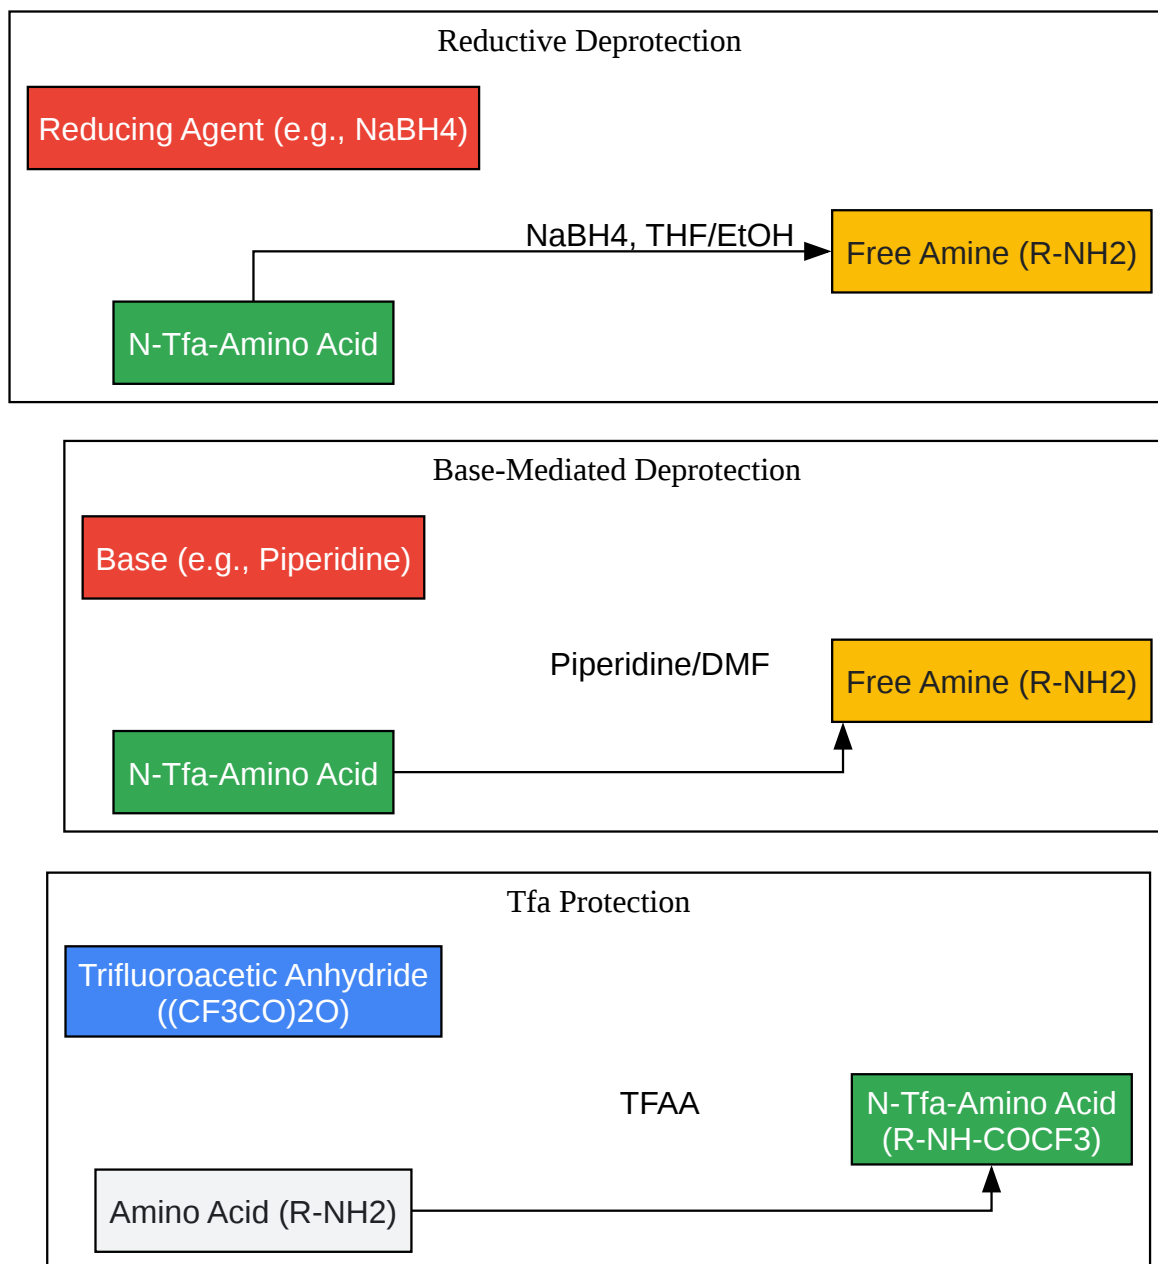 Reductive Deprotection
Reducing Agent (e.g., NaBH4)
NaBH4, THF/EtOH
Free Amine (R-NH2)
N-Tfa-Amino Acid
Base-Mediated Deprotection
Base (e.g., Piperidine)
Piperidine/DMF
Free Amine (R-NH2)
N-Tfa-Amino Acid
Tfa Protection
Trifluoroacetic Anhydride
((CF3CO)2O)
TFAA
N-Tfa-Amino Acid
(R-NH-COCF3)
Amino Acid (R-NH2)